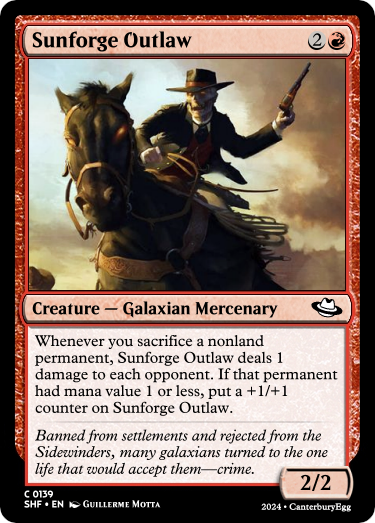 Sunforge Outlaw 2
Creature — Galaxian Mercenary
Whenever you sacrifice a nonland
permanent, Sunforge Outlaw deals 1
damage to each opponent. If that permanent
had mana value 1 or less, put a +1/+1
counter on Sunforge Outlaw.
Banned from settlements and rejected from the
Sidewinders, many galaxians turned to the one
life that would accept them—crime.
2/2
C 0139
SHF • EN Guillerme Motta
2024 • CanterburyEgg